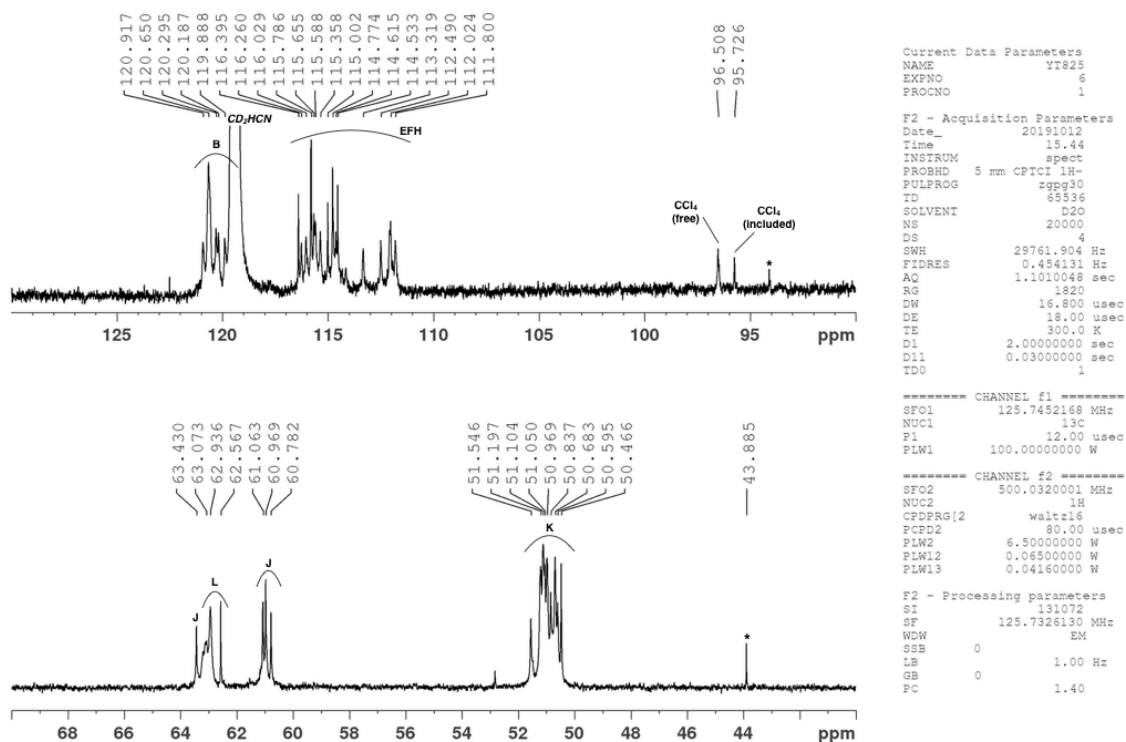 120.917
120.650
120.295
120.187
119.888
116.395
116.260
116.029
115.786
115.655
115.588
115.358
115.002
114.774
114.615
114.533
113.319
112.490
112.024
111.800
96.508
95.726
CD₂HCN
B
EFH
CCl₄
(free)
CCl₄
(included)
*
125 120 115 110 105 100 95 ppm
63.430
63.073
62.936
62.567
61.063
60.969
60.782
51.546
51.197
51.104
51.050
50.969
50.837
50.683
50.595
50.466
43.885
J
L
J
K
*
68 66 64 62 60 58 56 54 52 50 48 46 44 42 ppm
Current Data Parameters
NAME YT825
EXPNO 6
PROCNO 1
F2 - Acquisition Parameters
Date_ 20191012
Time 15.44
INSTRUM spect
PROBHD 5 mm CPTCI 1H-
PULPROG zgpg30
TD 65536
SOLVENT D2O
NS 20000
DS 4
SWH 29761.904 Hz
FIDRES 0.454131 Hz
AQ 1.1010048 sec
RG 1820
DW 16.800 usec
DE 18.00 usec
TE 300.0 K
D1 2.00000000 sec
D11 0.03000000 sec
TD0 1
======== CHANNEL f1 ========
SFO1 125.7452168 MHz
NUC1 13C
P1 12.00 usec
PLW1 100.00000000 W
======== CHANNEL f2 ========
SFO2 500.0320001 MHz
NUC2 1H
CPDPRG[2 waltz16
PCPD2 80.00 usec
PLW2 6.50000000 W
PLW12 0.06500000 W
PLW13 0.04160000 W
F2 - Processing parameters
SI 131072
SF 125.7326130 MHz
WDW EM
SSB 0
LB 1.00 Hz
GB 0
PC 1.40